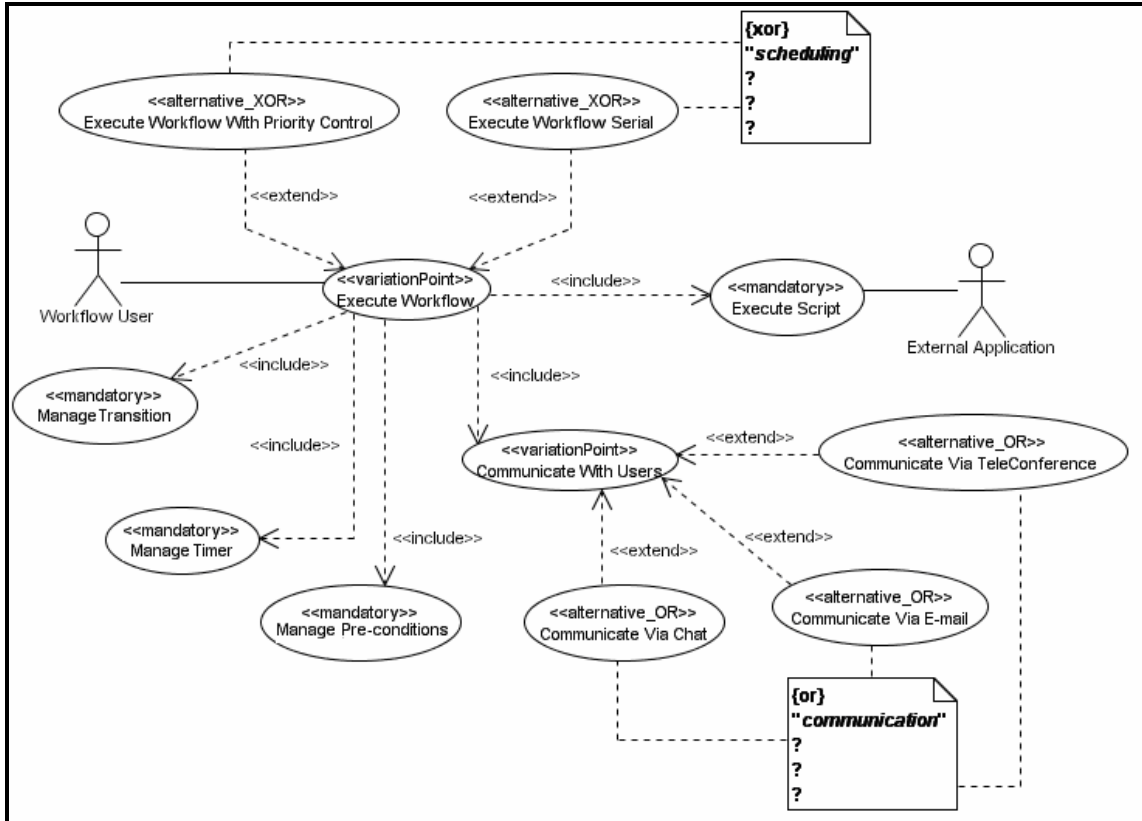 {xor}
"scheduling"
?
?
?
<<alternative_XOR>>
Execute Workflow With Priority Control
<<alternative_XOR>>
Execute Workflow Serial
<<extend>>
<<extend>>
<<variationPoint>>
Execute Workflow
<<include>>
<<mandatory>>
Execute Script
Workflow User
External Application
<<include>>
<<include>>
<<mandatory>>
Manage Transition
<<include>>
<<extend>>
<<alternative_OR>>
Communicate Via TeleConference
<<variationPoint>>
Communicate With Users
<<mandatory>>
Manage Timer
<<include>>
<<extend>>
<<extend>>
<<mandatory>>
Manage Pre-conditions
<<alternative_OR>>
Communicate Via Chat
<<alternative_OR>>
Communicate Via E-mail
{or}
"communication"
?
?
?